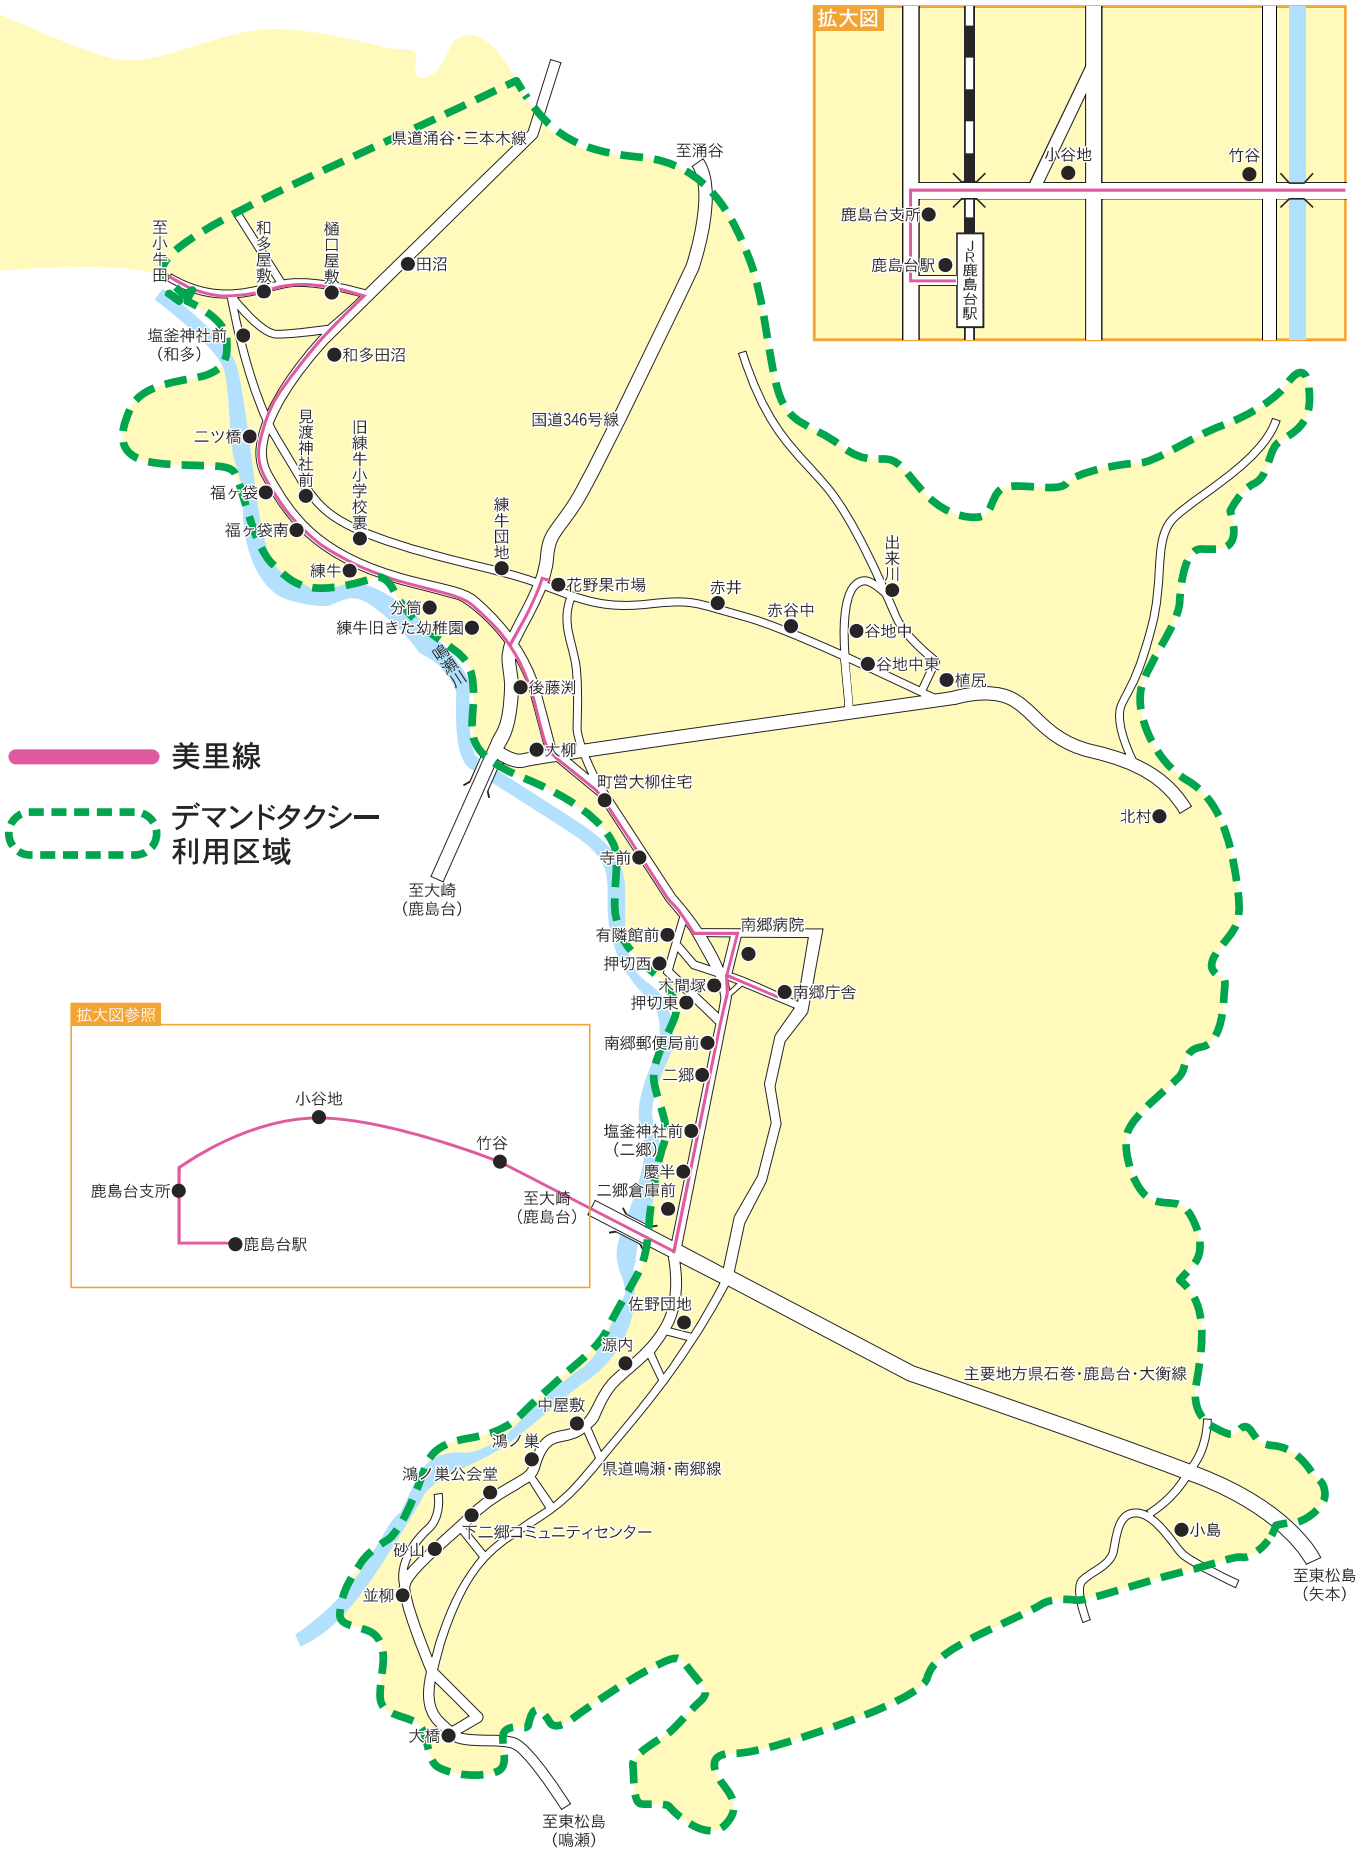 拡大図
小谷地
竹谷
鹿島台支所
鹿島台駅
JR鹿島台駅
県道涌谷・三本木線
至涌谷
至小牛田
和多屋敷
樋口屋敷
田沼
塩釜神社前
（和多）
和多田沼
国道346号線
二ツ橋
見渡神社前
旧練牛小学校裏
福ヶ袋
福ヶ袋南
練牛団地
練牛
花野果市場
出来川
赤井
赤谷中
分筒
練牛旧きた幼稚園
鳴瀬川
谷地中
谷地中東
植尻
後藤渕
大柳
町営大柳住宅
北村
美里線
デマンドタクシー
利用区域
寺前
至大崎
（鹿島台）
有隣館前
南郷病院
押切西
木間塚
押切東
南郷庁舎
南郷郵便局前
二郷
拡大図参照
小谷地
竹谷
鹿島台支所
鹿島台駅
塩釜神社前
（二郷）
慶半
二郷倉庫前
至大崎
（鹿島台）
佐野団地
源内
主要地方県石巻・鹿島台・大衡線
中屋敷
鴻ノ巣
鴻ノ巣公会堂
県道鳴瀬・南郷線
下二郷コミュニティセンター
砂山
並柳
小島
至東松島
（矢本）
大橋
至東松島
（鳴瀬）